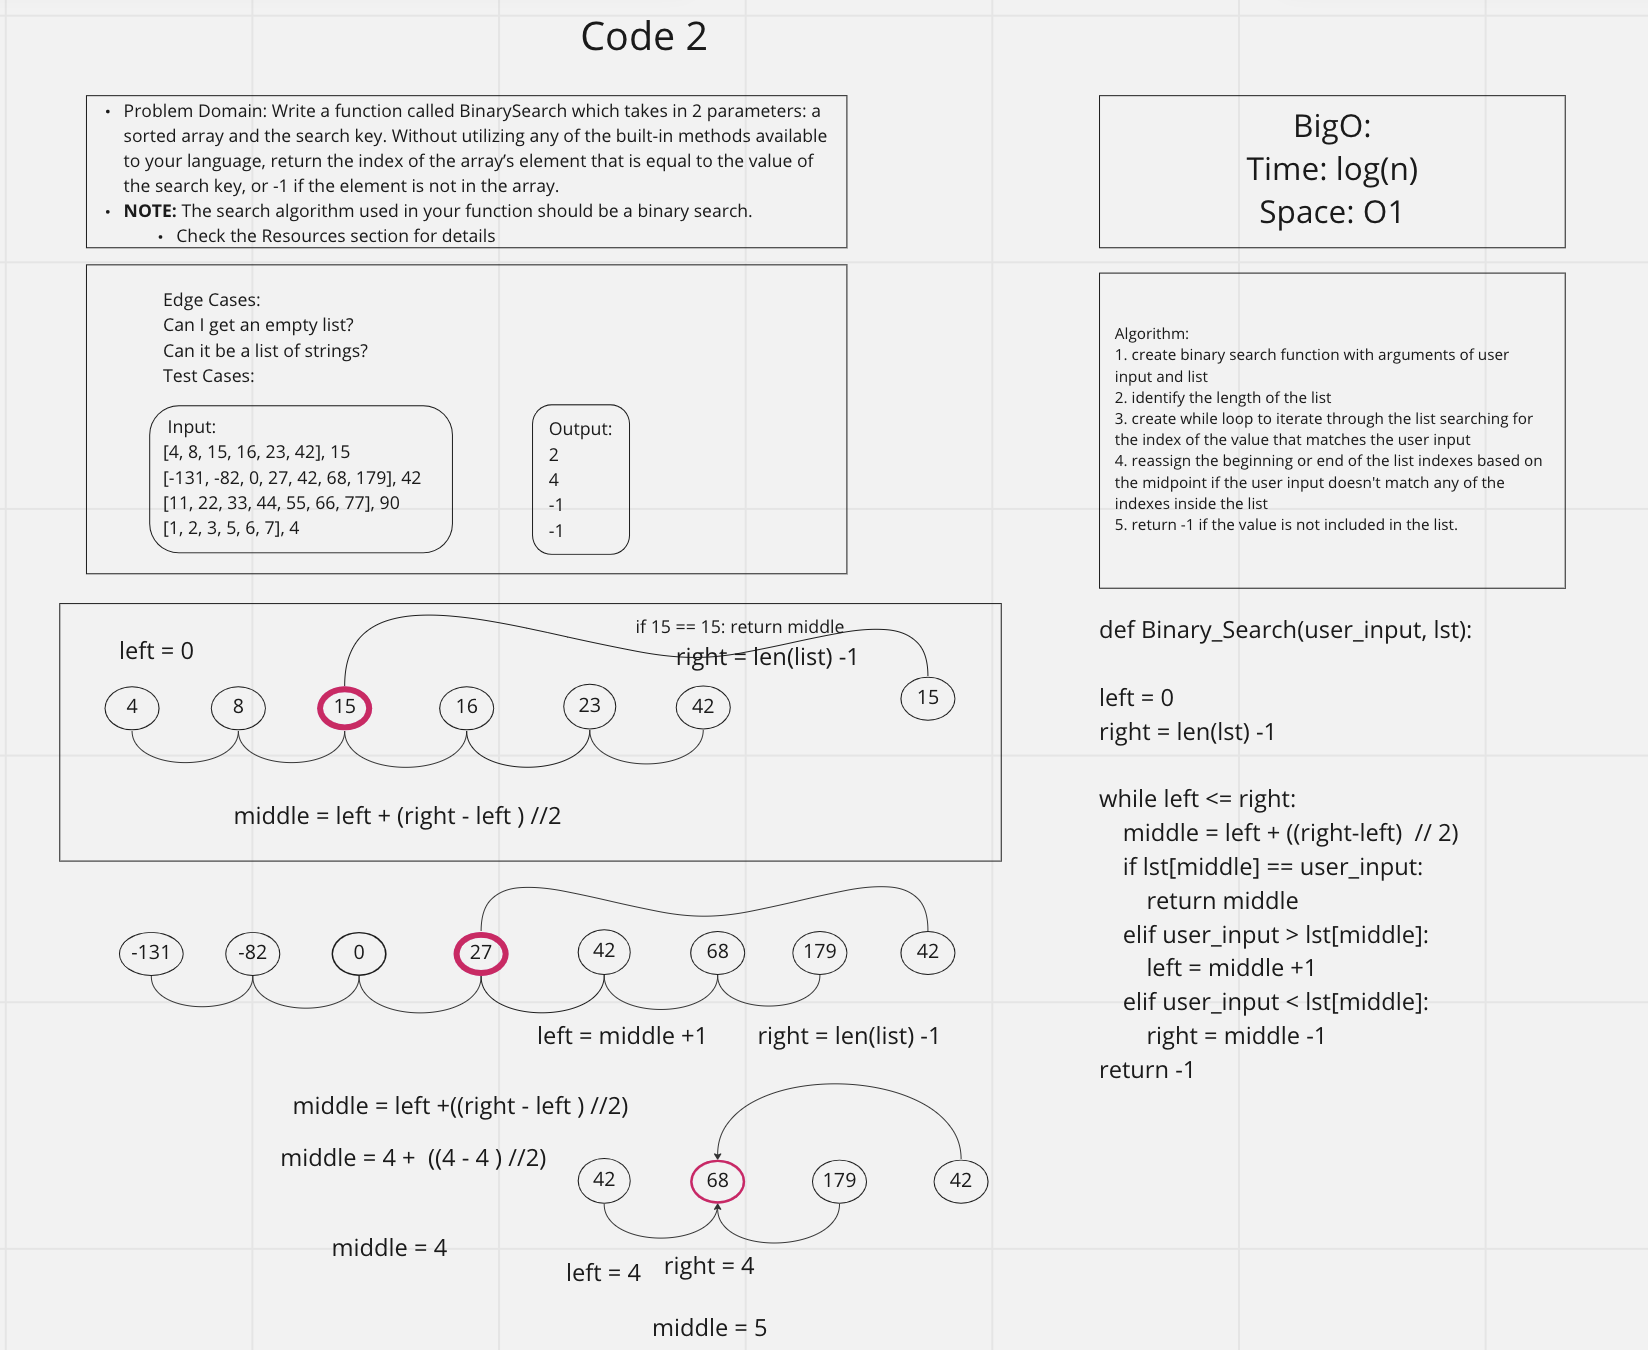 Code 2
• Problem Domain: Write a function called BinarySearch which takes in 2 parameters: a
sorted array and the search key. Without utilizing any of the built-in methods available
to your language, return the index of the array’s element that is equal to the value of
the search key, or -1 if the element is not in the array.
• NOTE: The search algorithm used in your function should be a binary search.
• Check the Resources section for details
Edge Cases:
Can I get an empty list?
Can it be a list of strings?
Test Cases:
Input:
[4, 8, 15, 16, 23, 42], 15
[-131, -82, 0, 27, 42, 68, 179], 42
[11, 22, 33, 44, 55, 66, 77], 90
[1, 2, 3, 5, 6, 7], 4
Output:
2
4
-1
-1
if 15 == 15: return middle
left = 0
right = len(list) -1
4 8 15 16 23 42 15
middle = left + (right - left ) //2
-131 -82 0 27 42 68 179 42
left = middle +1 right = len(list) -1
middle = left +((right - left ) //2)
middle = 4 +  ((4 - 4 ) //2)
42 68 179 42
middle = 4
left = 4 right = 4
middle = 5
BigO:
Time: log(n)
Space: O1
Algorithm:
1. create binary search function with arguments of user
input and list
2. identify the length of the list
3. create while loop to iterate through the list searching for
the index of the value that matches the user input
4. reassign the beginning or end of the list indexes based on
the midpoint if the user input doesn't match any of the
indexes inside the list
5. return -1 if the value is not included in the list.
def Binary_Search(user_input, lst):
left = 0
right = len(lst) -1
while left <= right:
middle = left + ((right-left)  // 2)
if lst[middle] == user_input:
return middle
elif user_input > lst[middle]:
left = middle +1
elif user_input < lst[middle]:
right = middle -1
return -1